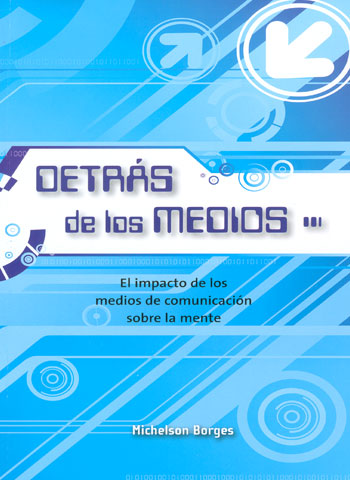 DETRÁS
de los MEDIOS ...
El impacto de los
medios de comunicación
sobre la mente
Michelson Borges